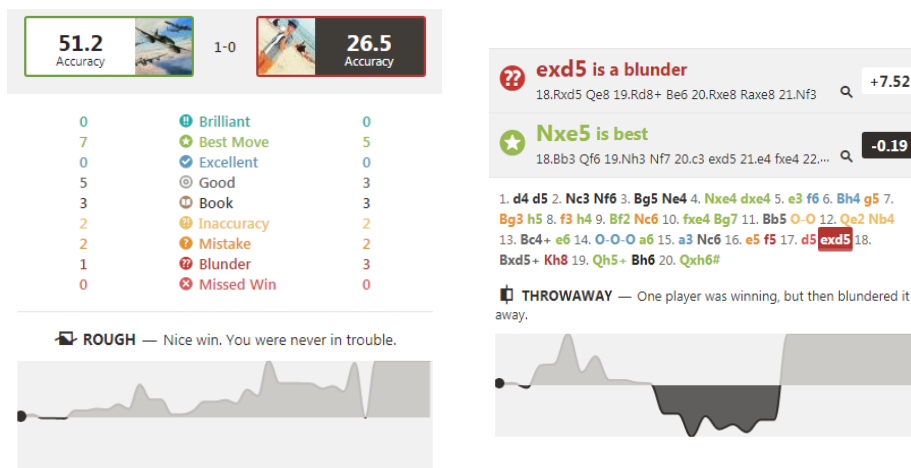 51.2
Accuracy
1-0
26.5
Accuracy
0 Brilliant 0
7 Best Move 5
0 Excellent 0
5 Good 3
3 Book 3
2 Inaccuracy 2
2 Mistake 2
1 Blunder 3
0 Missed Win 0
ROUGH — Nice win. You were never in trouble.
exd5 is a blunder
18.Rxd5 Qe8 19.Rd8+ Be6 20.Rxe8 Raxe8 21.Nf3
+7.52
Nxe5 is best
18.Bb3 Qf6 19.Nh3 Nf7 20.c3 exd5 21.e4 fxe4 22....
-0.19
1. d4 d5 2. Nc3 Nf6 3. Bg5 Ne4 4. Nxe4 dxe4 5. e3 f6 6. Bh4 g5 7.
Bg3 h5 8. f3 h4 9. Bf2 Nc6 10. fxe4 Bg7 11. Bb5 O-O 12. Qe2 Nb4
13. Bc4+ e6 14. O-O-O a6 15. a3 Nc6 16. e5 f5 17. d5 exd5 18.
Bxd5+ Kh8 19. Qh5+ Bh6 20. Qxh6#
THROWAWAY — One player was winning, but then blundered it
away.